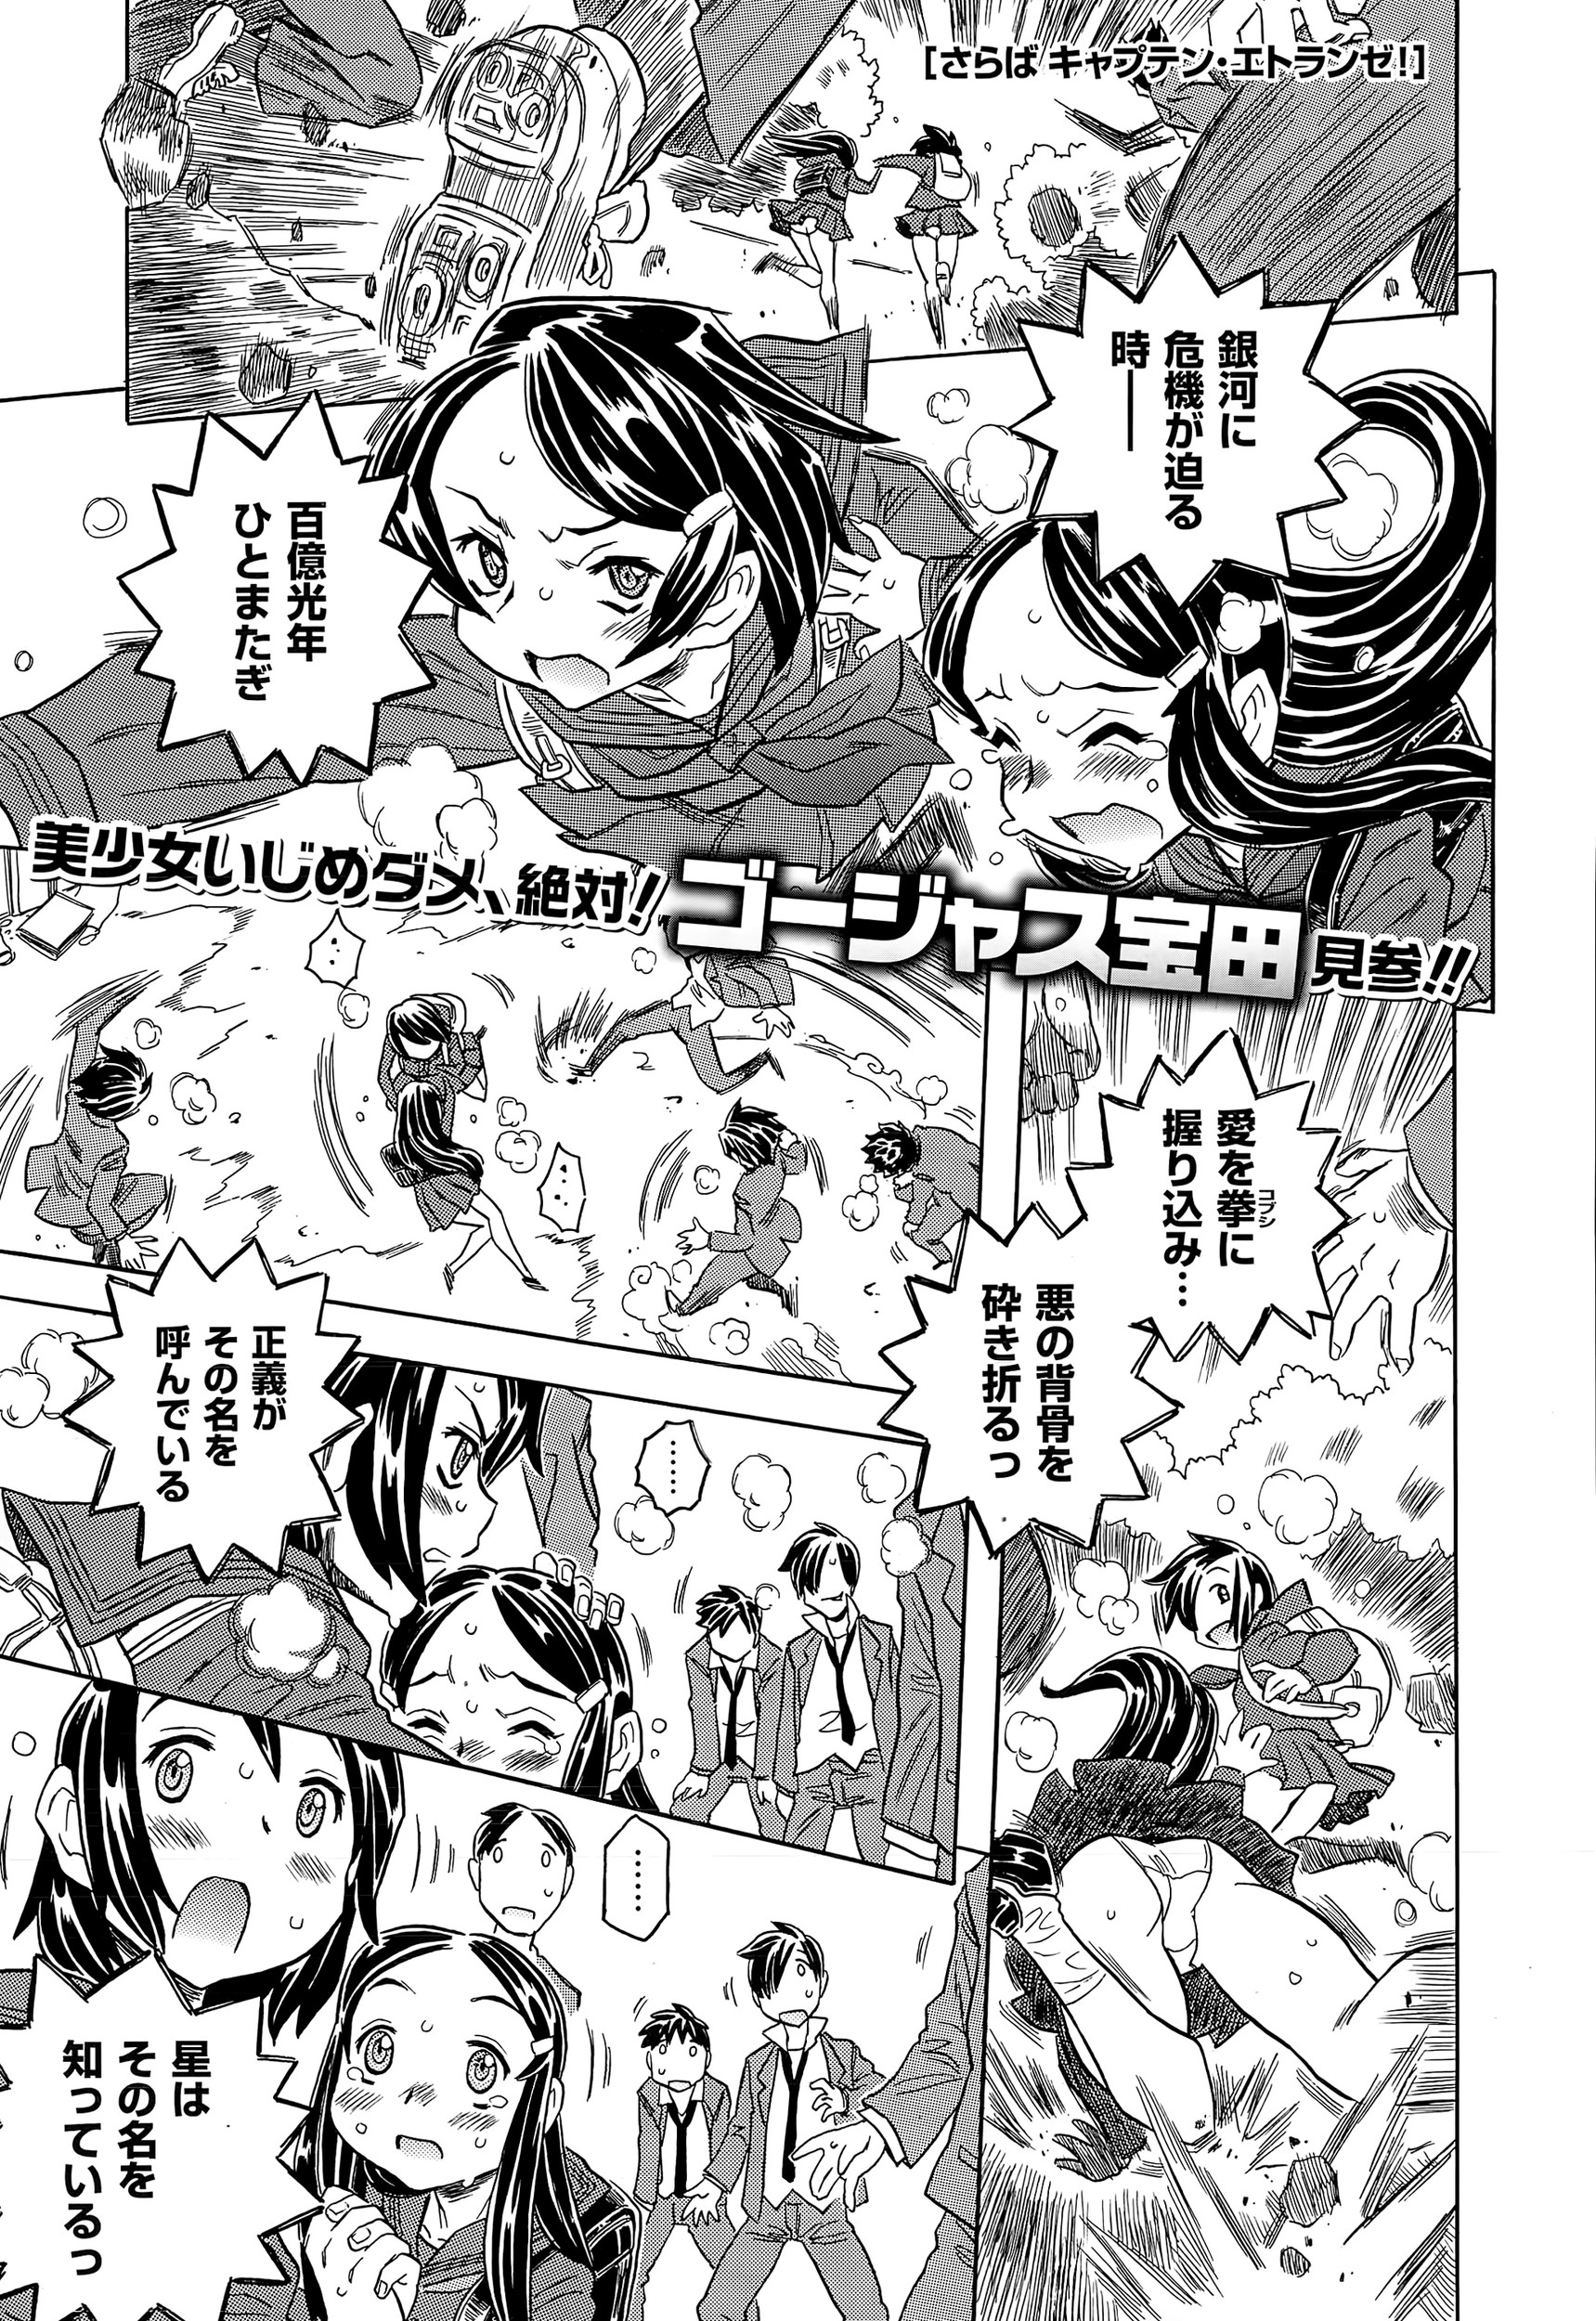 [さらば キャプテン・エトランゼ!]
銀河に
危機が迫る
時――
百億光年
ひとまたぎ
美少女いじめダメ、絶対! ゴージャス宝田 見参!!
愛を拳に
コブシ
握り込み…
悪の背骨を
砕き折るっ
…
…
正義が
その名を
呼んでいる
……
……
星は
その名を
知っているっ